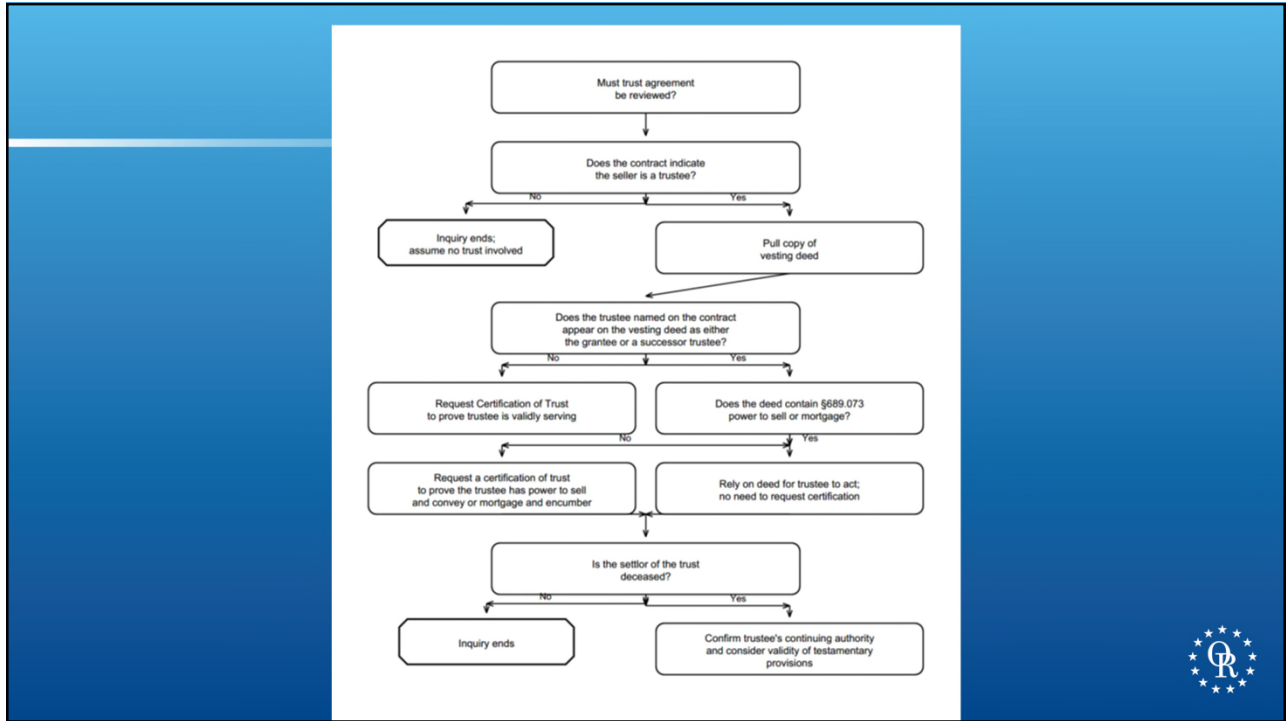 Must trust agreement
be reviewed?
Does the contract indicate
the seller is a trustee?
No
Yes
Inquiry ends;
assume no trust involved
Pull copy of
vesting deed
Does the trustee named on the contract
appear on the vesting deed as either
the grantee or a successor trustee?
No
Yes
Request Certification of Trust
to prove trustee is validly serving
Does the deed contain §689.073
power to sell or mortgage?
No
Yes
Request a certification of trust
to prove the trustee has power to sell
and convey or mortgage and encumber
Rely on deed for trustee to act;
no need to request certification
Is the settlor of the trust
deceased?
No
Yes
Inquiry ends
Confirm trustee's continuing authority
and consider validity of testamentary
provisions
OR